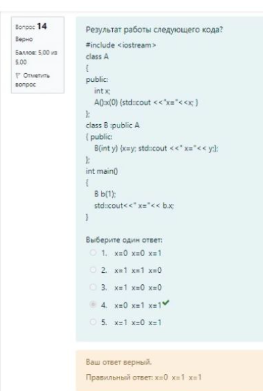 Вопрос 14
Верно
Баллов: 5,00 из
5,00
Отметить
вопрос
Результат работы следующего кода?
#include <iostream>
class A
{
public:
int x;
A():x(0) {std::cout <<"x="<<x; }
};
class B :public A
{ public:
B(int y) {x=y; std::cout <<" x="<< y;};
};
int main()
{
B b(1);
std::cout<<" x="<< b.x;
}
Выберите один ответ:
1. x=0 x=0 x=1
2. x=1 x=1 x=0
3. x=1 x=0 x=0
4. x=0 x=1 x=1
5. x=1 x=0 x=1
Ваш ответ верный.
Правильный ответ: x=0 x=1 x=1